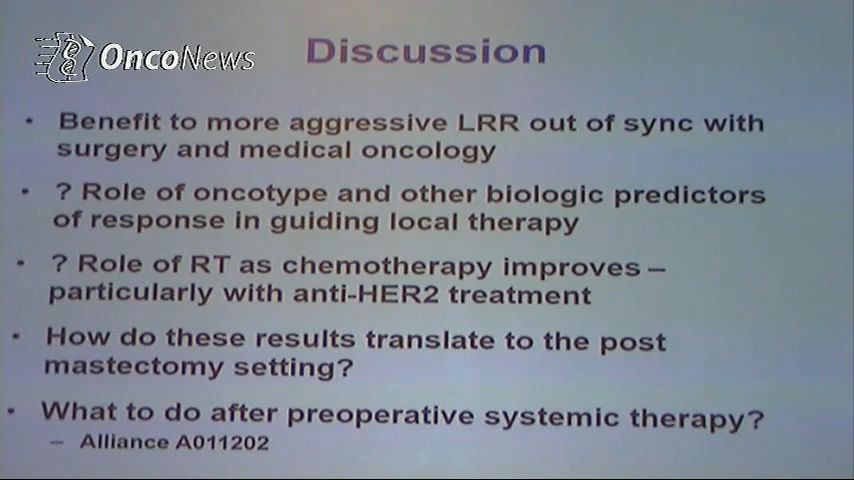 OncoNews
Discussion
• Benefit to more aggressive LRR out of sync with
surgery and medical oncology
• ? Role of oncotype and other biologic predictors
of response in guiding local therapy
• ? Role of RT as chemotherapy improves –
particularly with anti-HER2 treatment
• How do these results translate to the post
mastectomy setting?
• What to do after preoperative systemic therapy?
– Alliance A011202